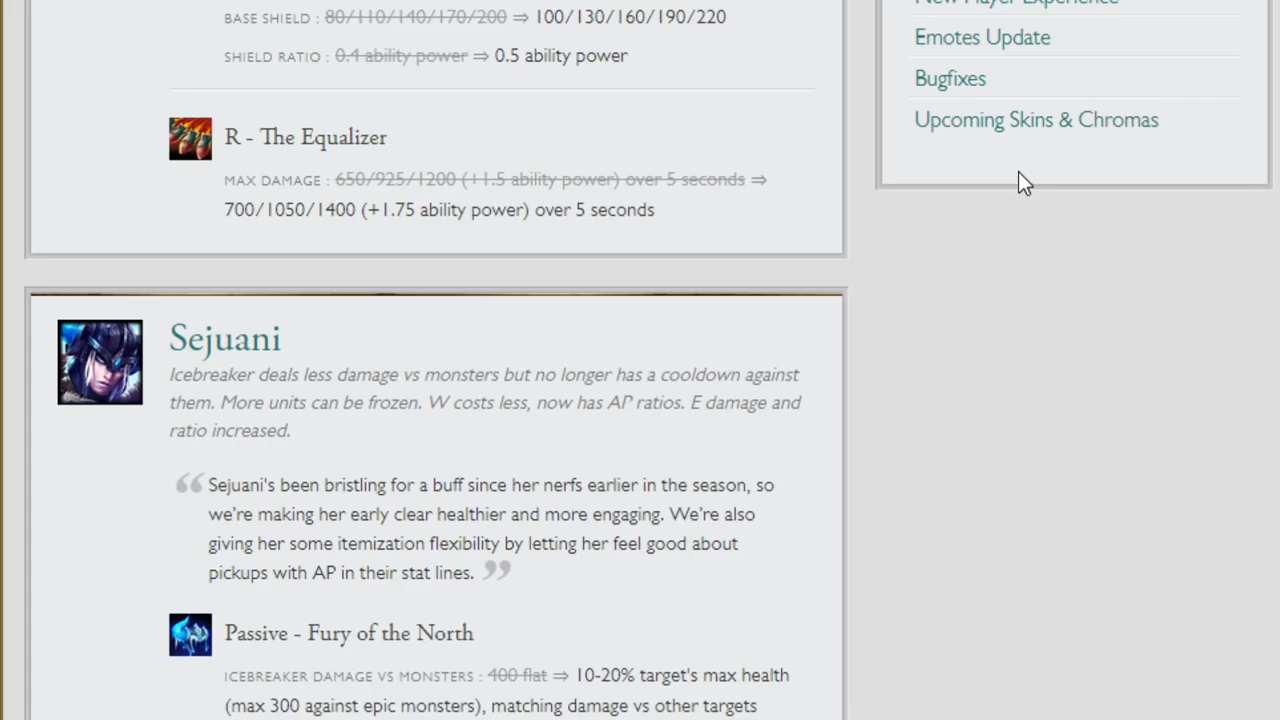 BASE SHIELD : 80/110/140/170/200 ⇒ 100/130/160/190/220
SHIELD RATIO : 0.4 ability power ⇒ 0.5 ability power
R - The Equalizer
MAX DAMAGE : 650/925/1200 (+1.5 ability power) over 5 seconds ⇒
700/1050/1400 (+1.75 ability power) over 5 seconds
Sejuani
Icebreaker deals less damage vs monsters but no longer has a cooldown against
them. More units can be frozen. W costs less, now has AP ratios. E damage and
ratio increased.
“ Sejuani's been bristling for a buff since her nerfs earlier in the season, so
we’re making her early clear healthier and more engaging. We’re also
giving her some itemization flexibility by letting her feel good about
pickups with AP in their stat lines. ”
Passive - Fury of the North
ICEBREAKER DAMAGE VS MONSTERS : 400 flat ⇒ 10-20% target's max health
(max 300 against epic monsters), matching damage vs other targets
New Player Experience
Emotes Update
Bugfixes
Upcoming Skins & Chromas